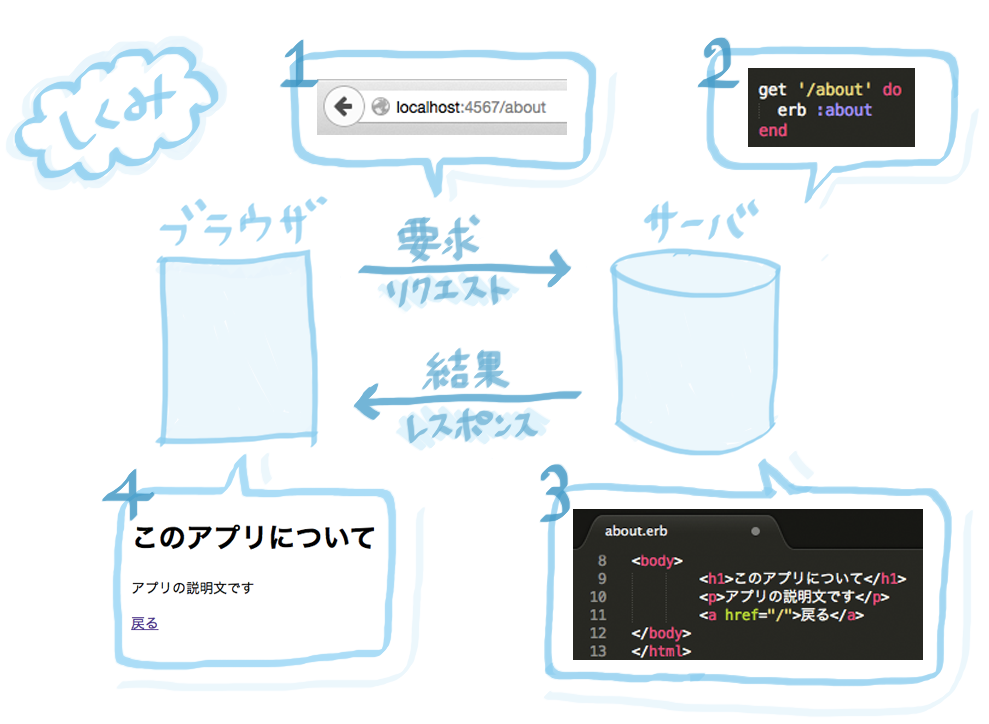 しくみ
1
localhost:4567/about
2
get '/about' do
erb :about
end
ブラウザ
要求
リクエスト
サーバ
結果
レスポンス
4
このアプリについて
アプリの説明文です
戻る
3
about.erb
8 <body>
9 <h1>このアプリについて</h1>
10 <p>アプリの説明文です</p>
11 <a href="/">戻る</a>
12 </body>
13 </html>